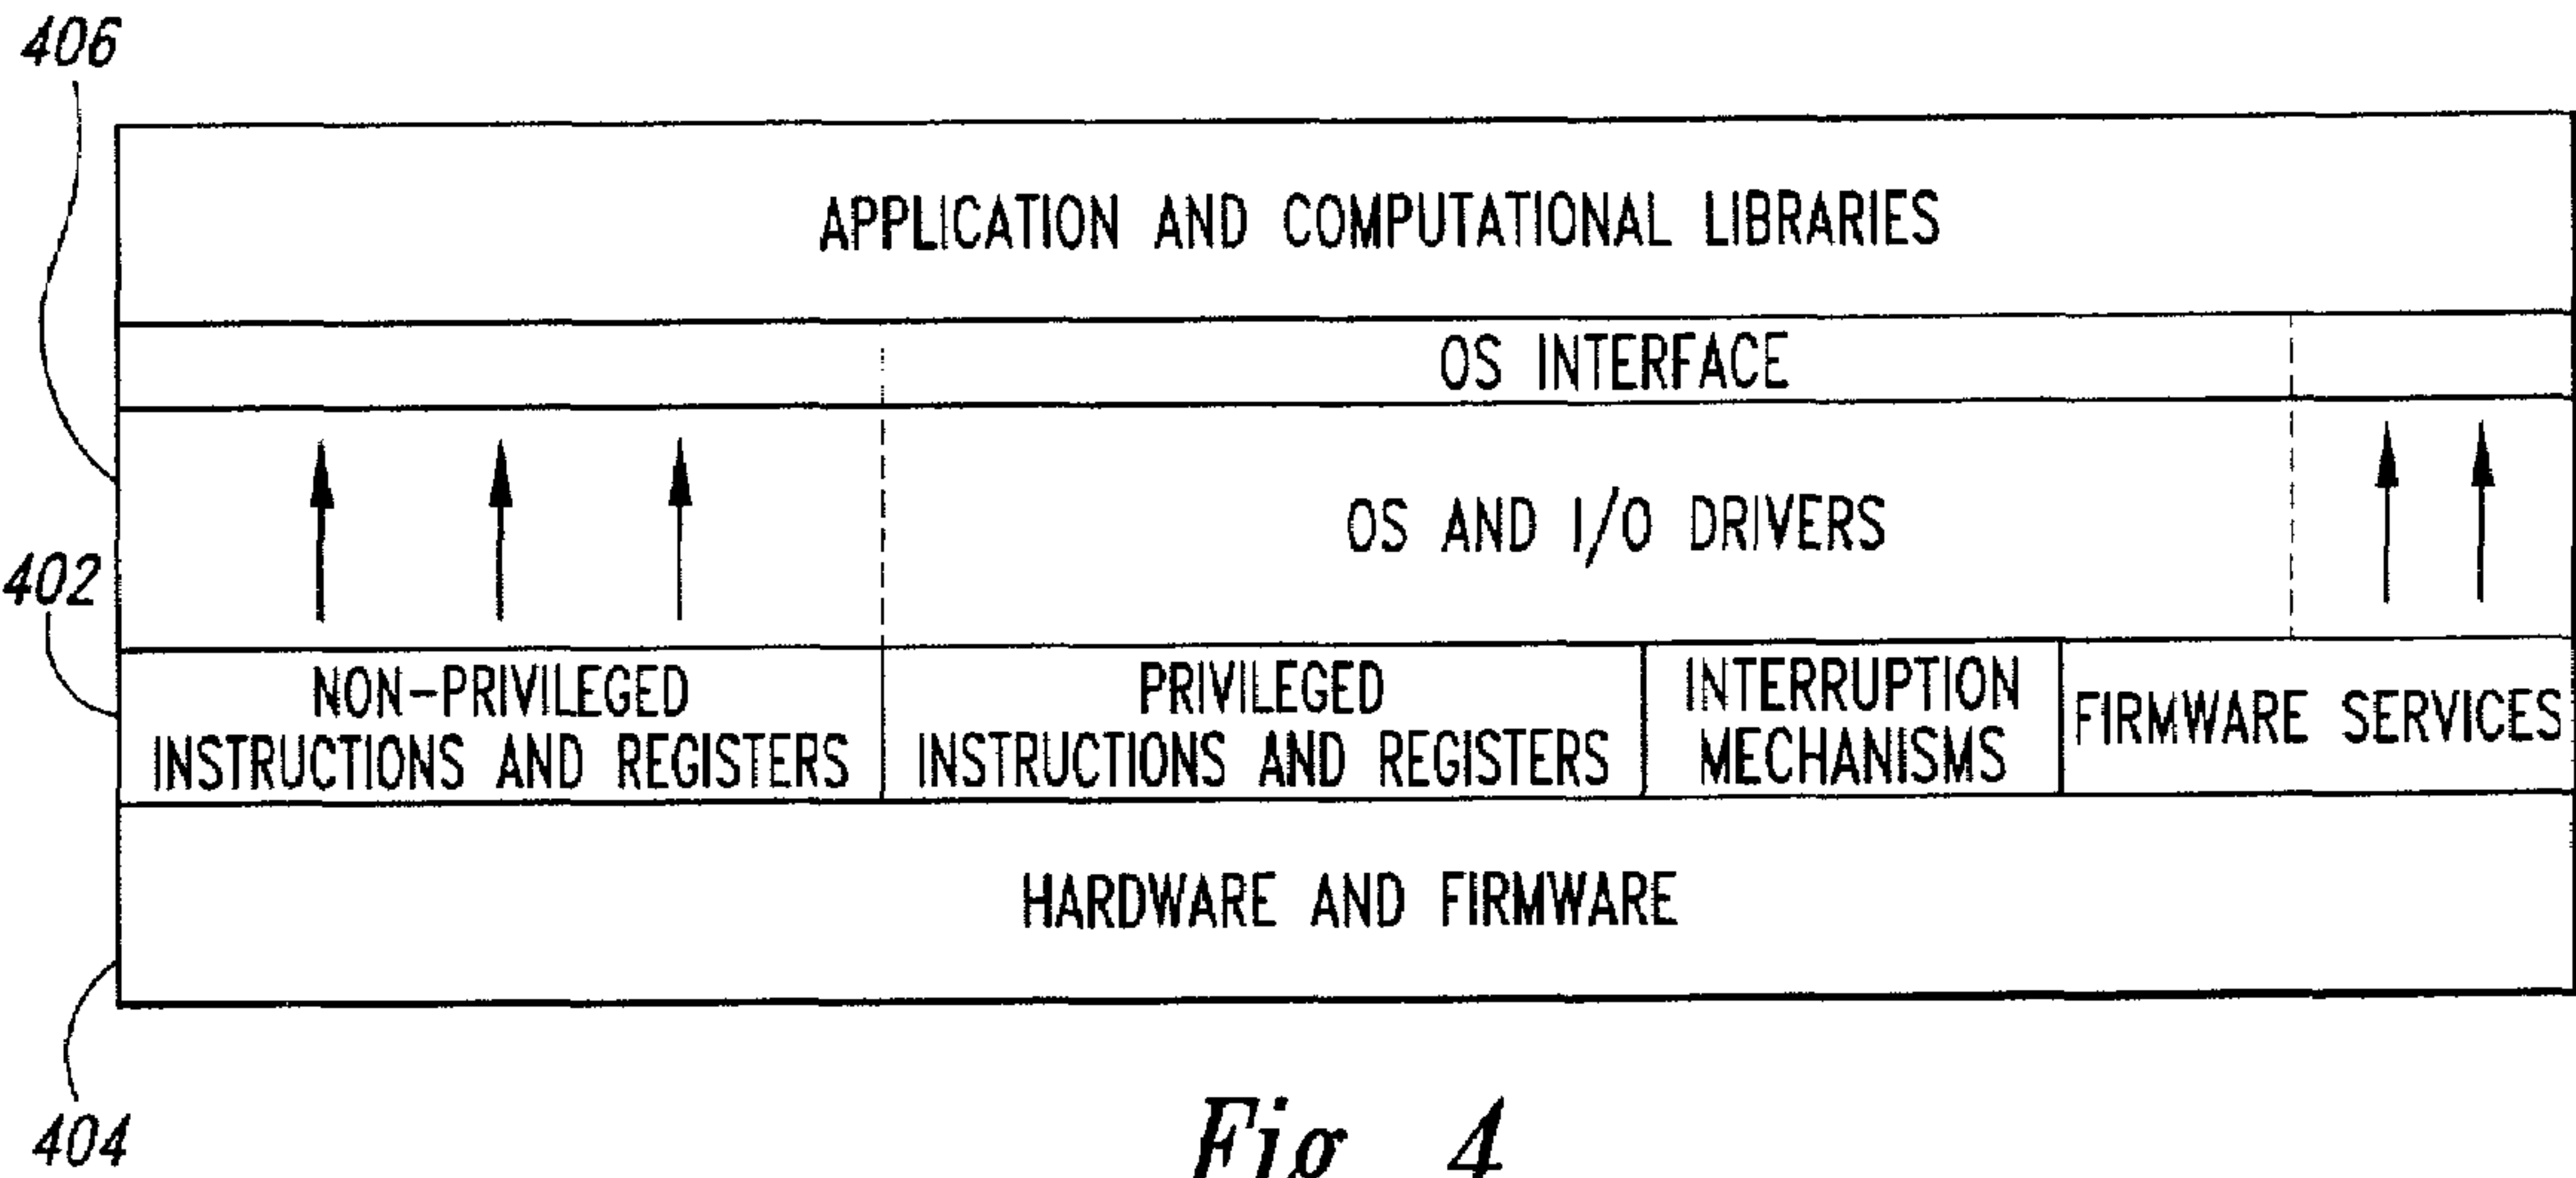 406
APPLICATION AND COMPUTATIONAL LIBRARIES
OS INTERFACE
OS AND I/O DRIVERS
402
NON-PRIVILEGED
INSTRUCTIONS AND REGISTERS
PRIVILEGED
INSTRUCTIONS AND REGISTERS
INTERRUPTION
MECHANISMS
FIRMWARE SERVICES
HARDWARE AND FIRMWARE
404
Fig 4